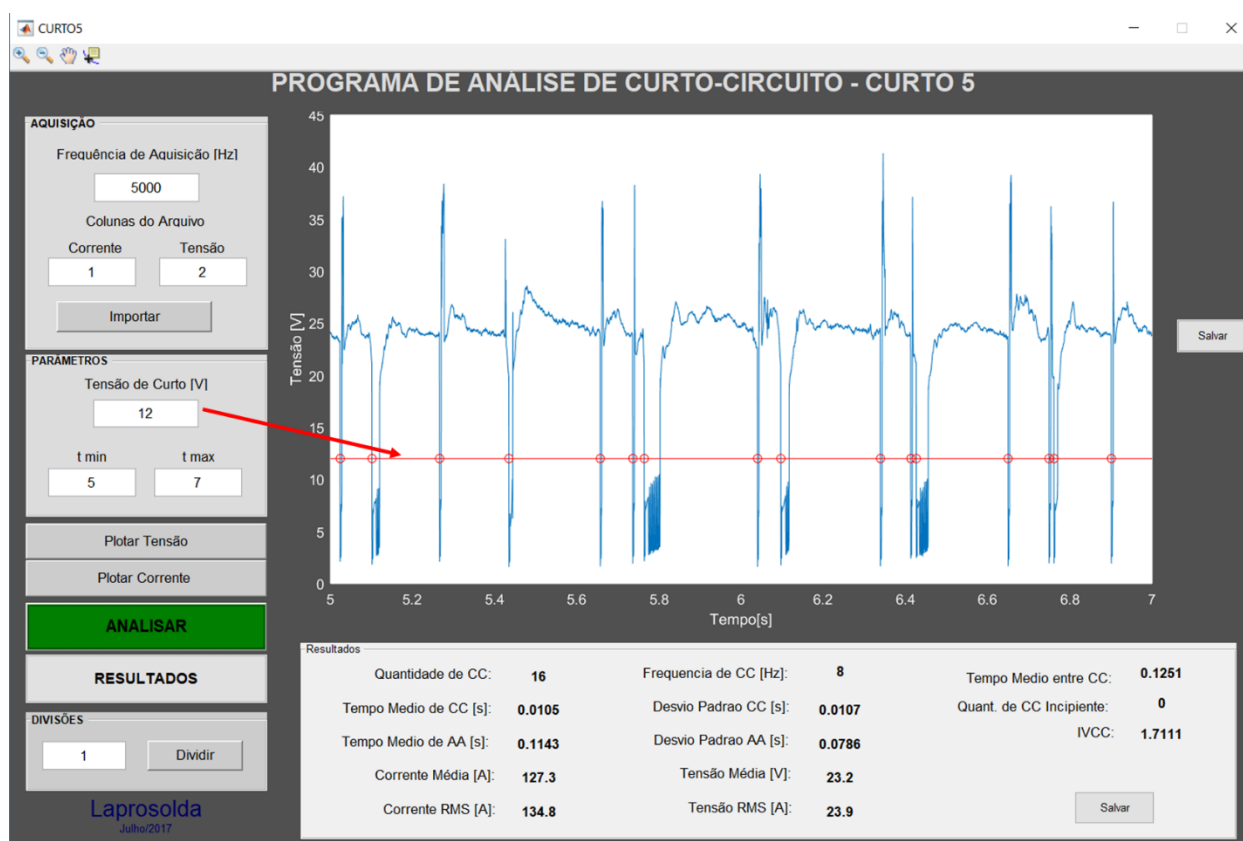 CURTO5
PROGRAMA DE ANÁLISE DE CURTO-CIRCUITO - CURTO 5
AQUISIÇÃO
Frequência de Aquisição [Hz]
5000
Colunas do Arquivo
Corrente Tensão
1 2
Importar
PARÂMETROS
Tensão de Curto [V]
12
t min t max
5 7
Plotar Tensão
Plotar Corrente
ANALISAR
RESULTADOS
DIVISÕES
1 Dividir
Laprosolda
Julho/2017
45
40
35
30
25
20
15
10
5
0
Tensão [V]
5 5.2 5.4 5.6 5.8 6 6.2 6.4 6.6 6.8 7
Tempo[s]
Salvar
Resultados
Quantidade de CC: 16 Frequencia de CC [Hz]: 8 Tempo Medio entre CC: 0.1251
Tempo Medio de CC [s]: 0.0105 Desvio Padrao CC [s]: 0.0107 Quant. de CC Incipiente: 0
Tempo Medio de AA [s]: 0.1143 Desvio Padrao AA [s]: 0.0786 IVCC: 1.7111
Corrente Média [A]: 127.3 Tensão Média [V]: 23.2
Corrente RMS [A]: 134.8 Tensão RMS [A]: 23.9
Salvar